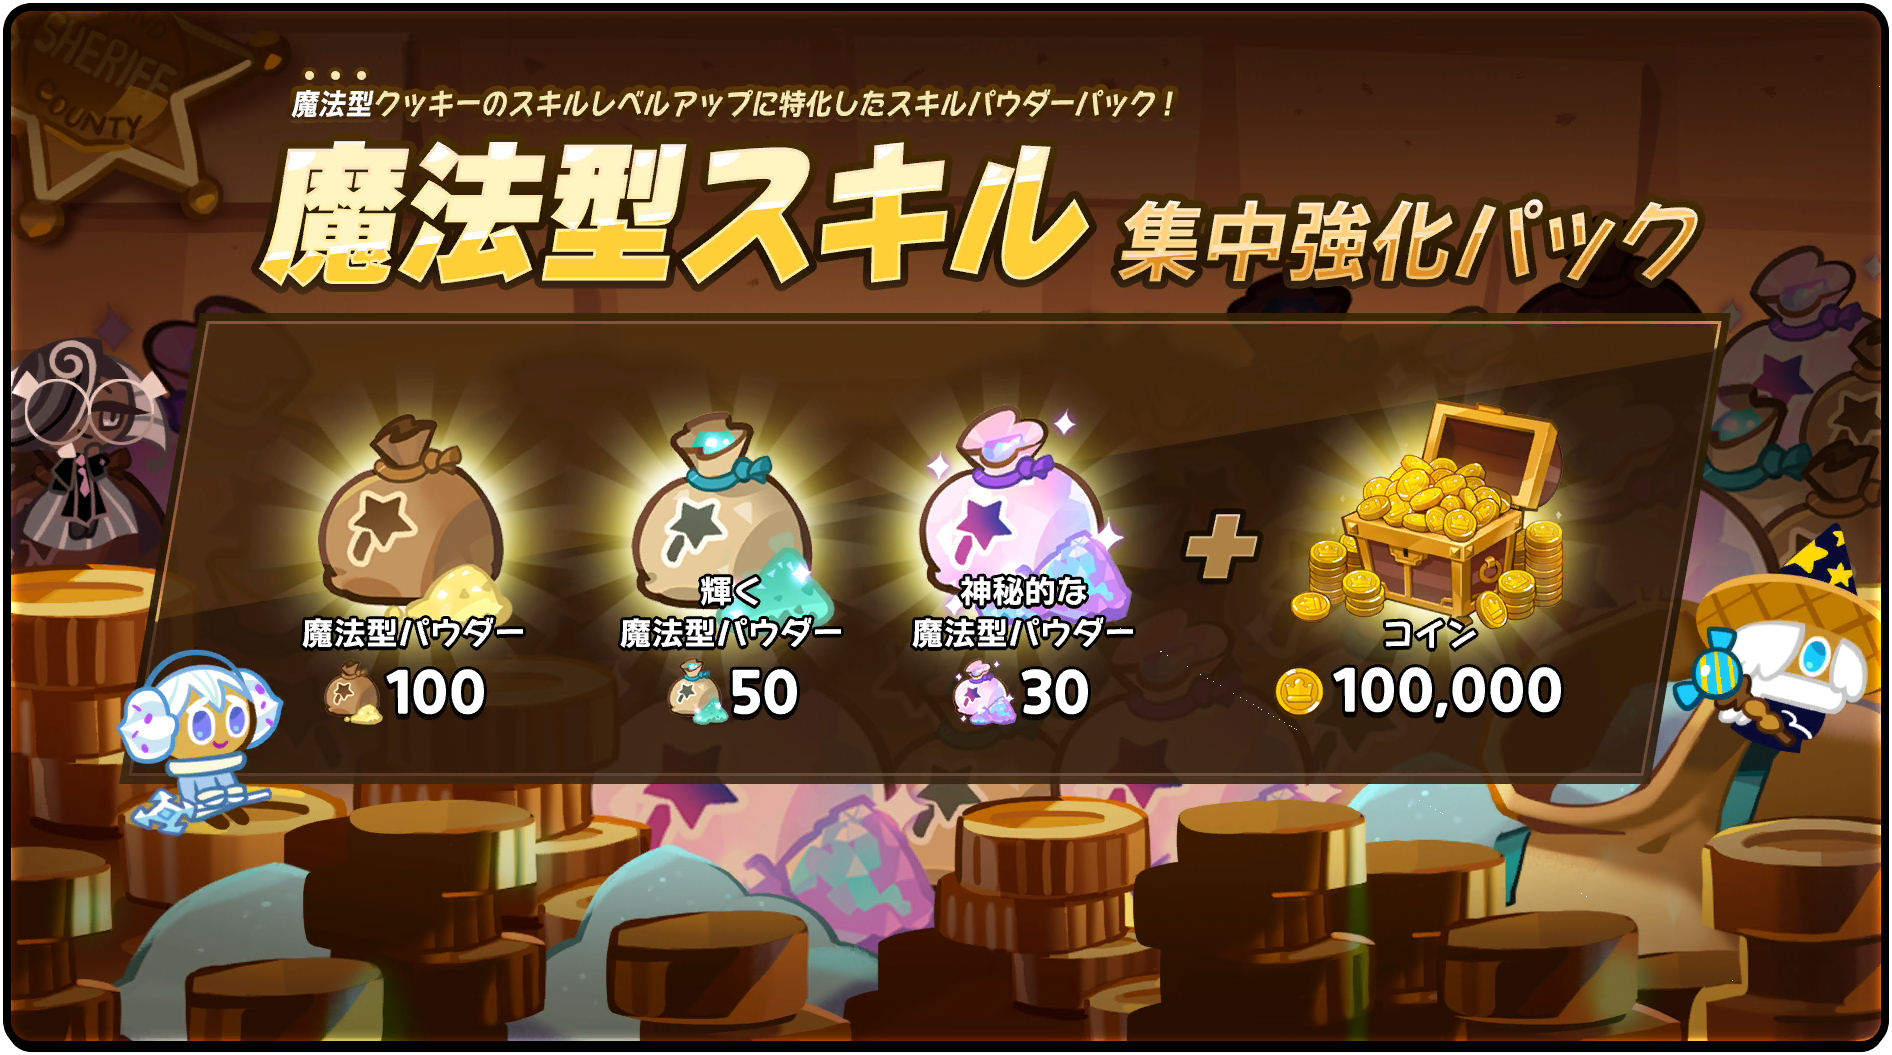 SHERIFF
COUNTY
魔法型クッキーのスキルレベルアップに特化したスキルパウダーパック！
魔法型スキル 集中強化パック
魔法型パウダー
100
輝く
魔法型パウダー
50
神秘的な
魔法型パウダー
30
+
コイン
100,000